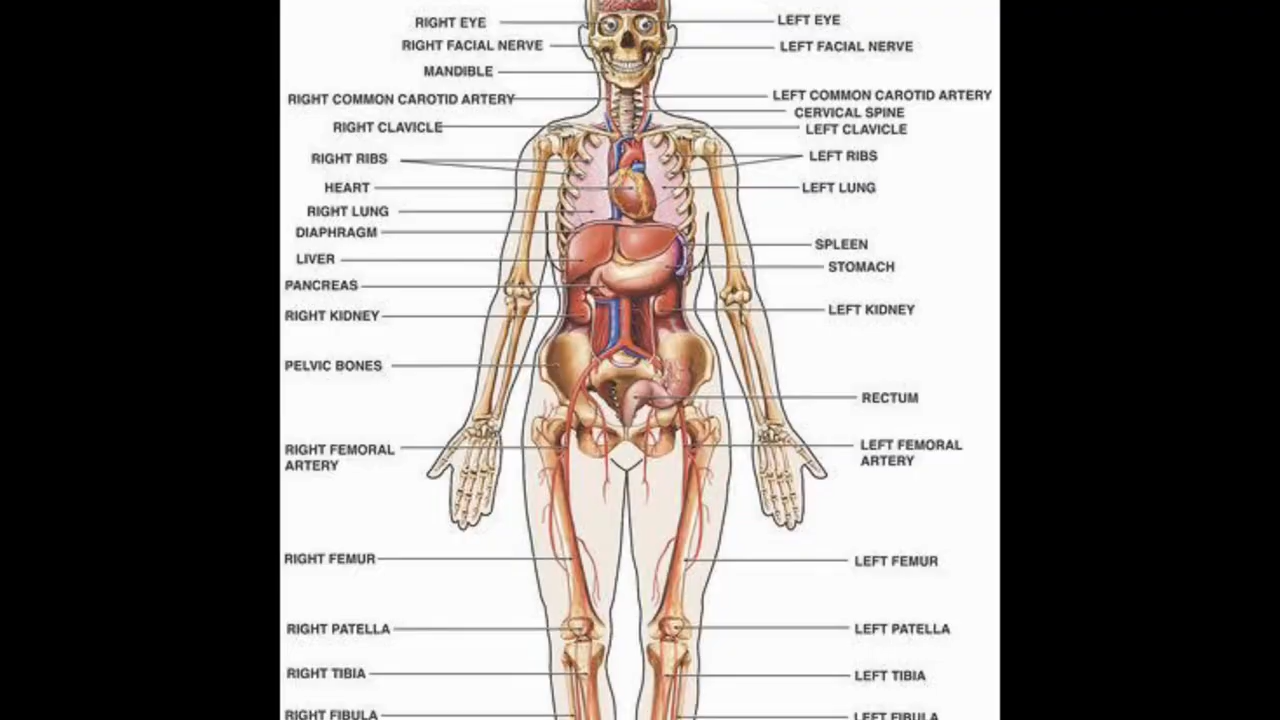 RIGHT EYE
RIGHT FACIAL NERVE
MANDIBLE
RIGHT COMMON CAROTID ARTERY
RIGHT CLAVICLE
RIGHT RIBS
HEART
RIGHT LUNG
DIAPHRAGM
LIVER
PANCREAS
RIGHT KIDNEY
PELVIC BONES
RIGHT FEMORAL
ARTERY
RIGHT FEMUR
RIGHT PATELLA
RIGHT TIBIA
RIGHT FIBULA
LEFT EYE
LEFT FACIAL NERVE
LEFT COMMON CAROTID ARTERY
CERVICAL SPINE
LEFT CLAVICLE
LEFT RIBS
LEFT LUNG
SPLEEN
STOMACH
LEFT KIDNEY
RECTUM
LEFT FEMORAL
ARTERY
LEFT FEMUR
LEFT PATELLA
LEFT TIBIA
LEFT FIBULA